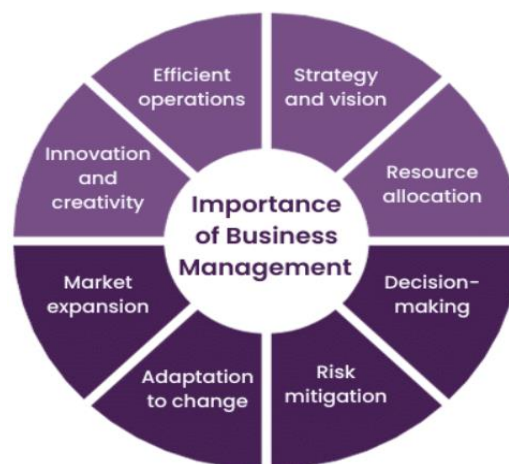 Importance
of Business
Management
Strategy
and vision
Resource
allocation
Decision-
making
Risk
mitigation
Adaptation
to change
Market
expansion
Innovation
and
creativity
Efficient
operations